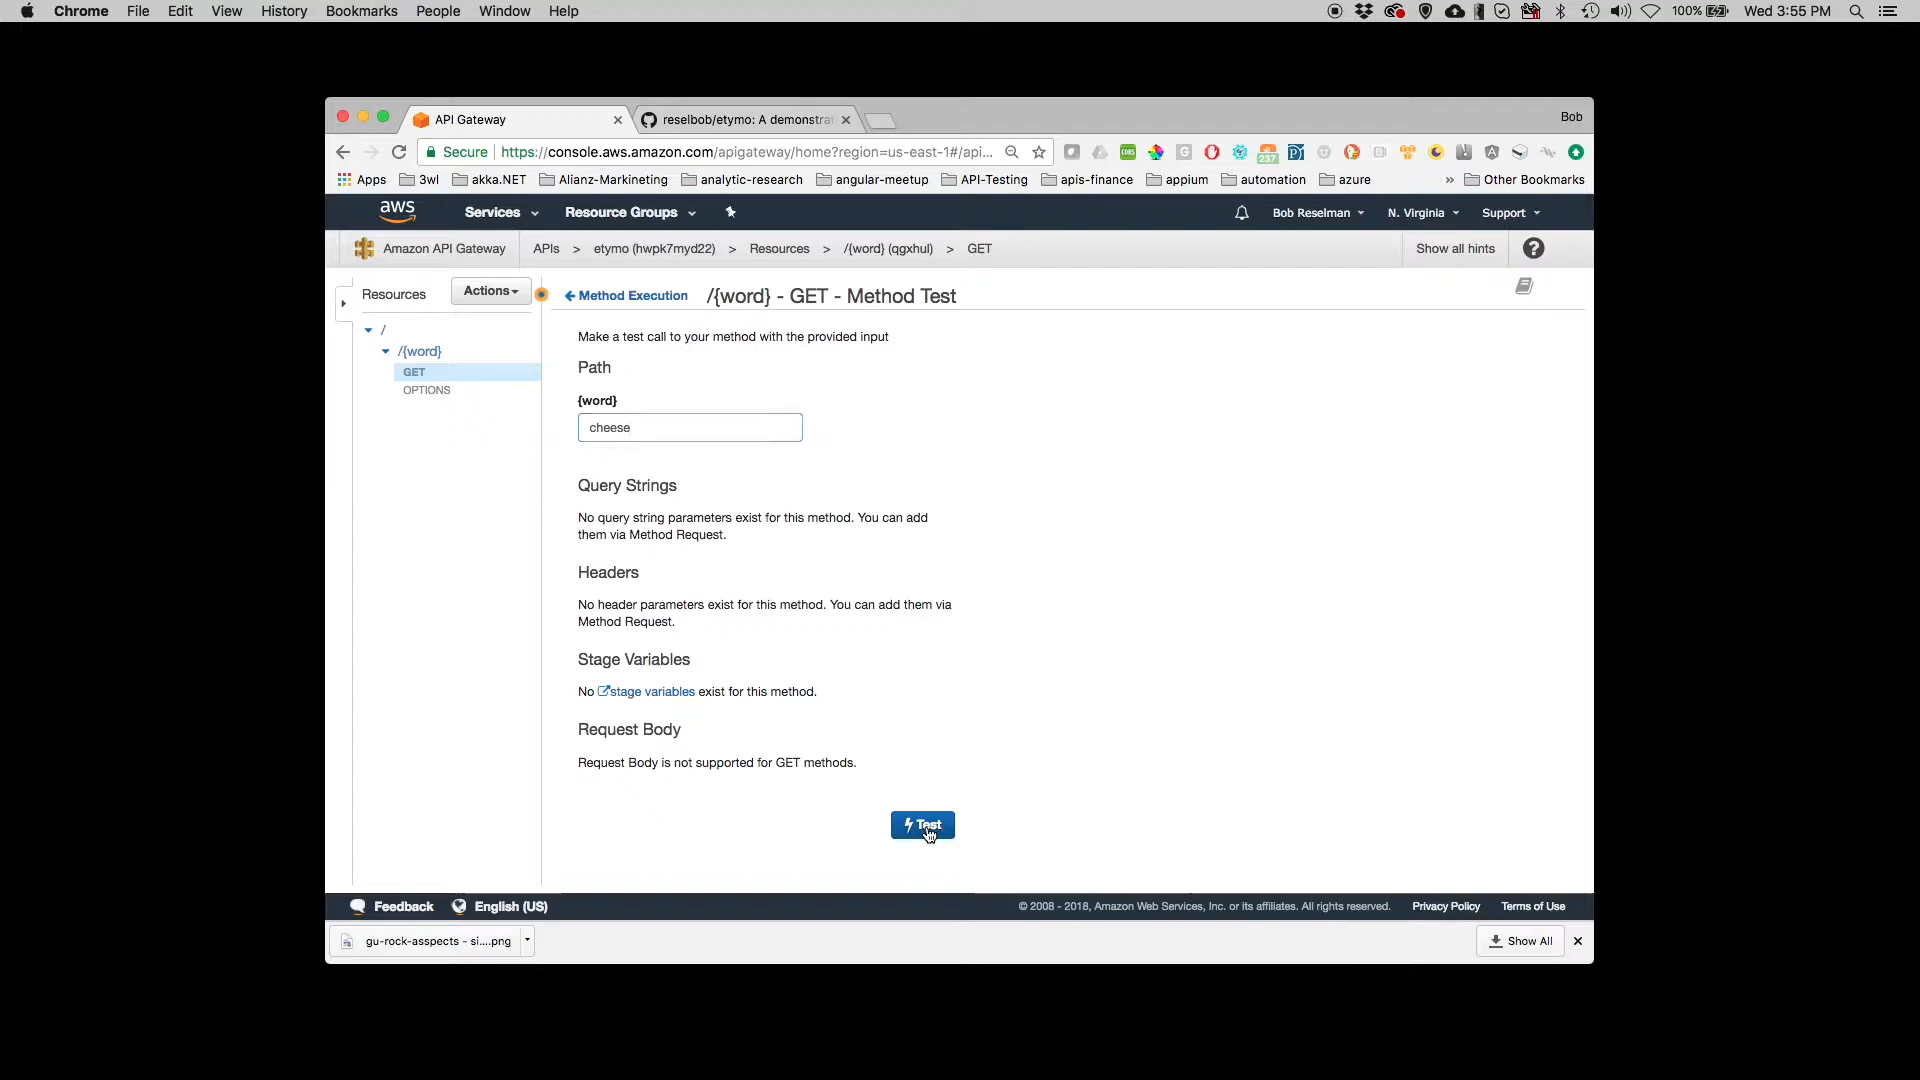 Chrome File Edit View History Bookmarks People Window Help 100% Wed 3:55 PM
API Gateway reselbob/etymo: A demonstrat Bob
Secure https://console.aws.amazon.com/apigateway/home?region=us-east-1#/api... CORS 237
Apps 3wl akka.NET Alianz-Markineting analytic-research angular-meetup API-Testing apis-finance appium automation azure » Other Bookmarks
aws Services Resource Groups Bob Reselman N. Virginia Support
Amazon API Gateway APIs > etymo (hwpk7myd22) > Resources > /{word} (qgxhul) > GET Show all hints ?
Resources Actions Method Execution /{word} - GET - Method Test
/
/{word}
GET
OPTIONS
Make a test call to your method with the provided input
Path
{word}
cheese
Query Strings
No query string parameters exist for this method. You can add
them via Method Request.
Headers
No header parameters exist for this method. You can add them via
Method Request.
Stage Variables
No stage variables exist for this method.
Request Body
Request Body is not supported for GET methods.
Test
Feedback English (US) © 2008 - 2018, Amazon Web Services, Inc. or its affiliates. All rights reserved. Privacy Policy Terms of Use
gu-rock-asspects - si....png Show All